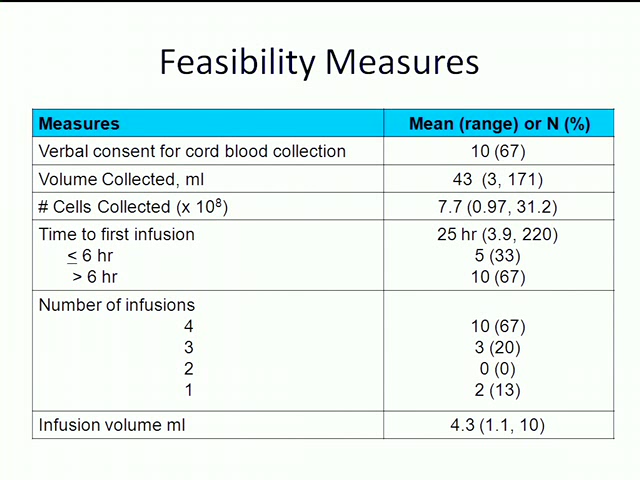 Feasibility Measures
Measures Mean (range) or N (%)
Verbal consent for cord blood collection 10 (67)
Volume Collected, ml 43 (3, 171)
# Cells Collected (x 10⁸) 7.7 (0.97, 31.2)
Time to first infusion 25 hr (3.9, 220)
≤ 6 hr 5 (33)
> 6 hr 10 (67)
Number of infusions
4 10 (67)
3 3 (20)
2 0 (0)
1 2 (13)
Infusion volume ml 4.3 (1.1, 10)